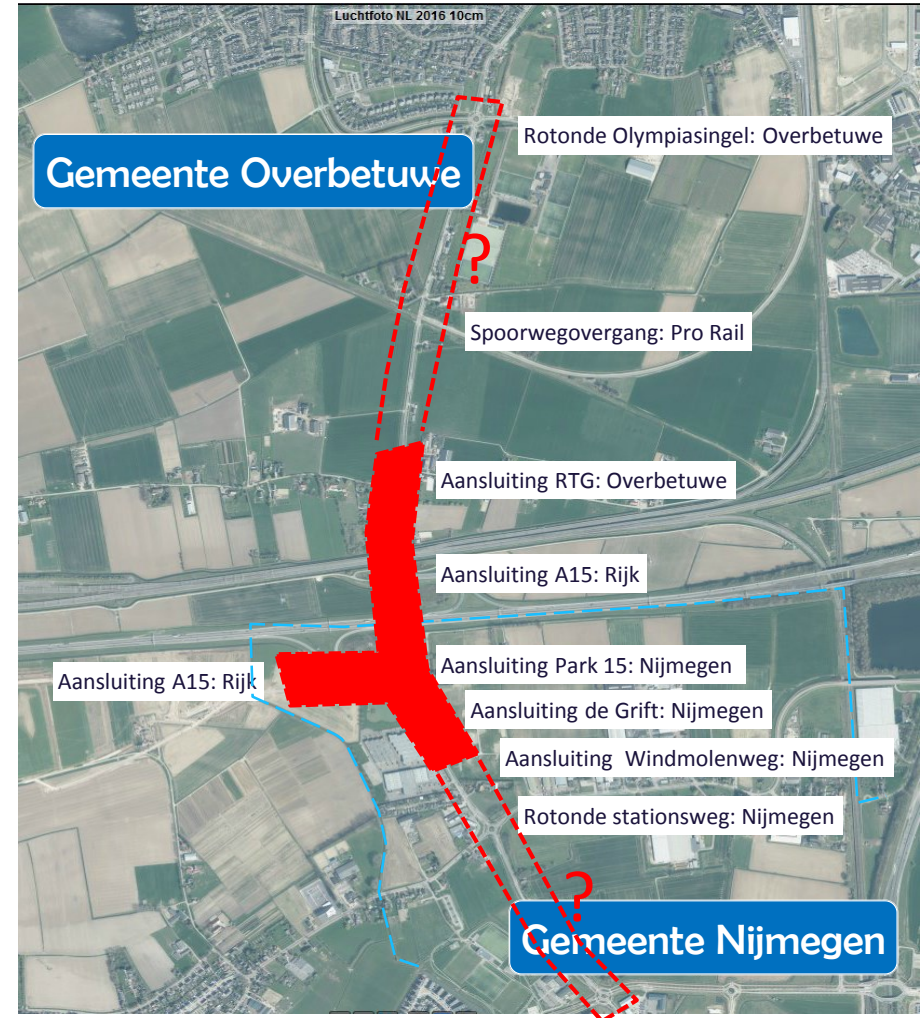 Luchtfoto NL 2016 10cm
Rotonde Olympiasingel: Overbetuwe
Gemeente Overbetuwe
?
Spoorwegovergang: Pro Rail
Aansluiting RTG: Overbetuwe
Aansluiting A15: Rijk
Aansluiting Park 15: Nijmegen
Aansluiting A15: Rijk
Aansluiting de Grift: Nijmegen
Aansluiting Windmolenweg: Nijmegen
Rotonde stationsweg: Nijmegen
?
Gemeente Nijmegen